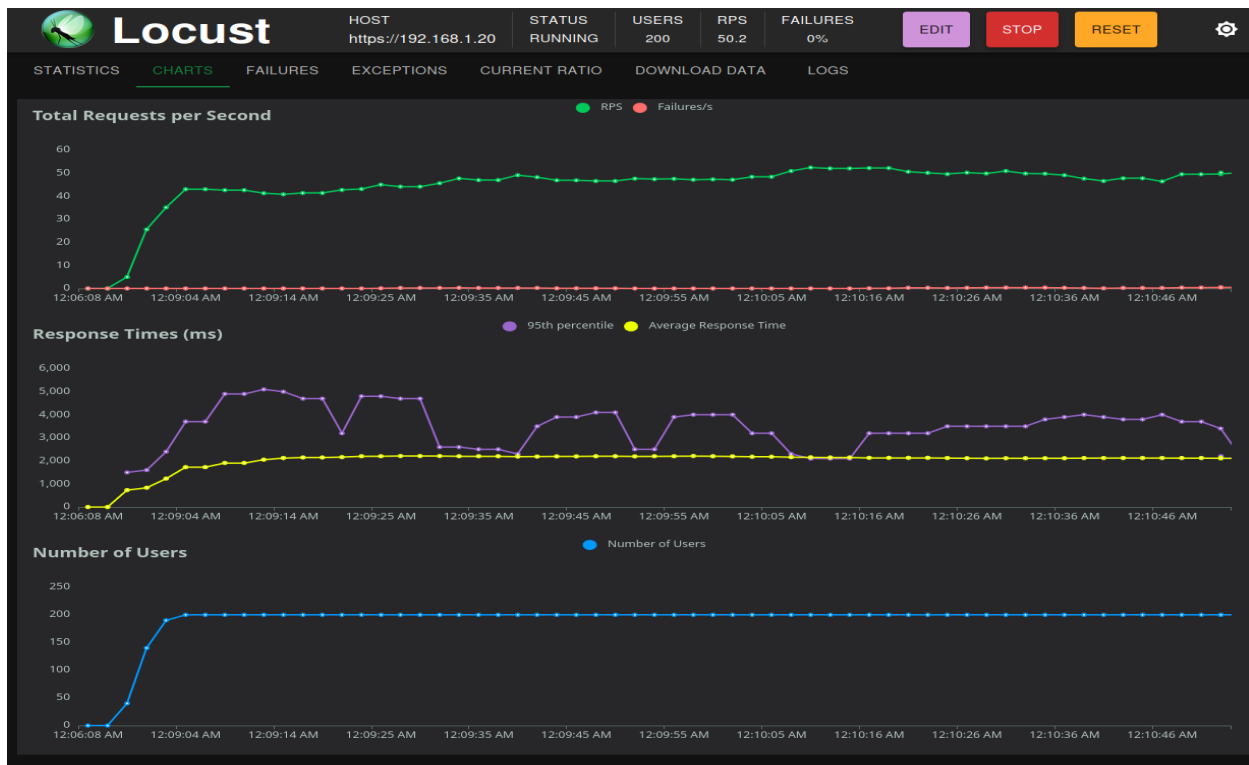 Locust
HOST
https://192.168.1.20
STATUS
RUNNING
USERS
200
RPS
50.2
FAILURES
0%
EDIT
STOP
RESET
STATISTICS CHARTS FAILURES EXCEPTIONS CURRENT RATIO DOWNLOAD DATA LOGS
Total Requests per Second
RPS Failures/s
60
50
40
30
20
10
0
12:06:08 AM 12:09:04 AM 12:09:14 AM 12:09:25 AM 12:09:35 AM 12:09:45 AM 12:09:55 AM 12:10:05 AM 12:10:16 AM 12:10:26 AM 12:10:36 AM 12:10:46 AM
Response Times (ms)
95th percentile Average Response Time
6,000
5,000
4,000
3,000
2,000
1,000
0
12:06:08 AM 12:09:04 AM 12:09:14 AM 12:09:25 AM 12:09:35 AM 12:09:45 AM 12:09:55 AM 12:10:05 AM 12:10:16 AM 12:10:26 AM 12:10:36 AM 12:10:46 AM
Number of Users
Number of Users
250
200
150
100
50
0
12:06:08 AM 12:09:04 AM 12:09:14 AM 12:09:25 AM 12:09:35 AM 12:09:45 AM 12:09:55 AM 12:10:05 AM 12:10:16 AM 12:10:26 AM 12:10:36 AM 12:10:46 AM